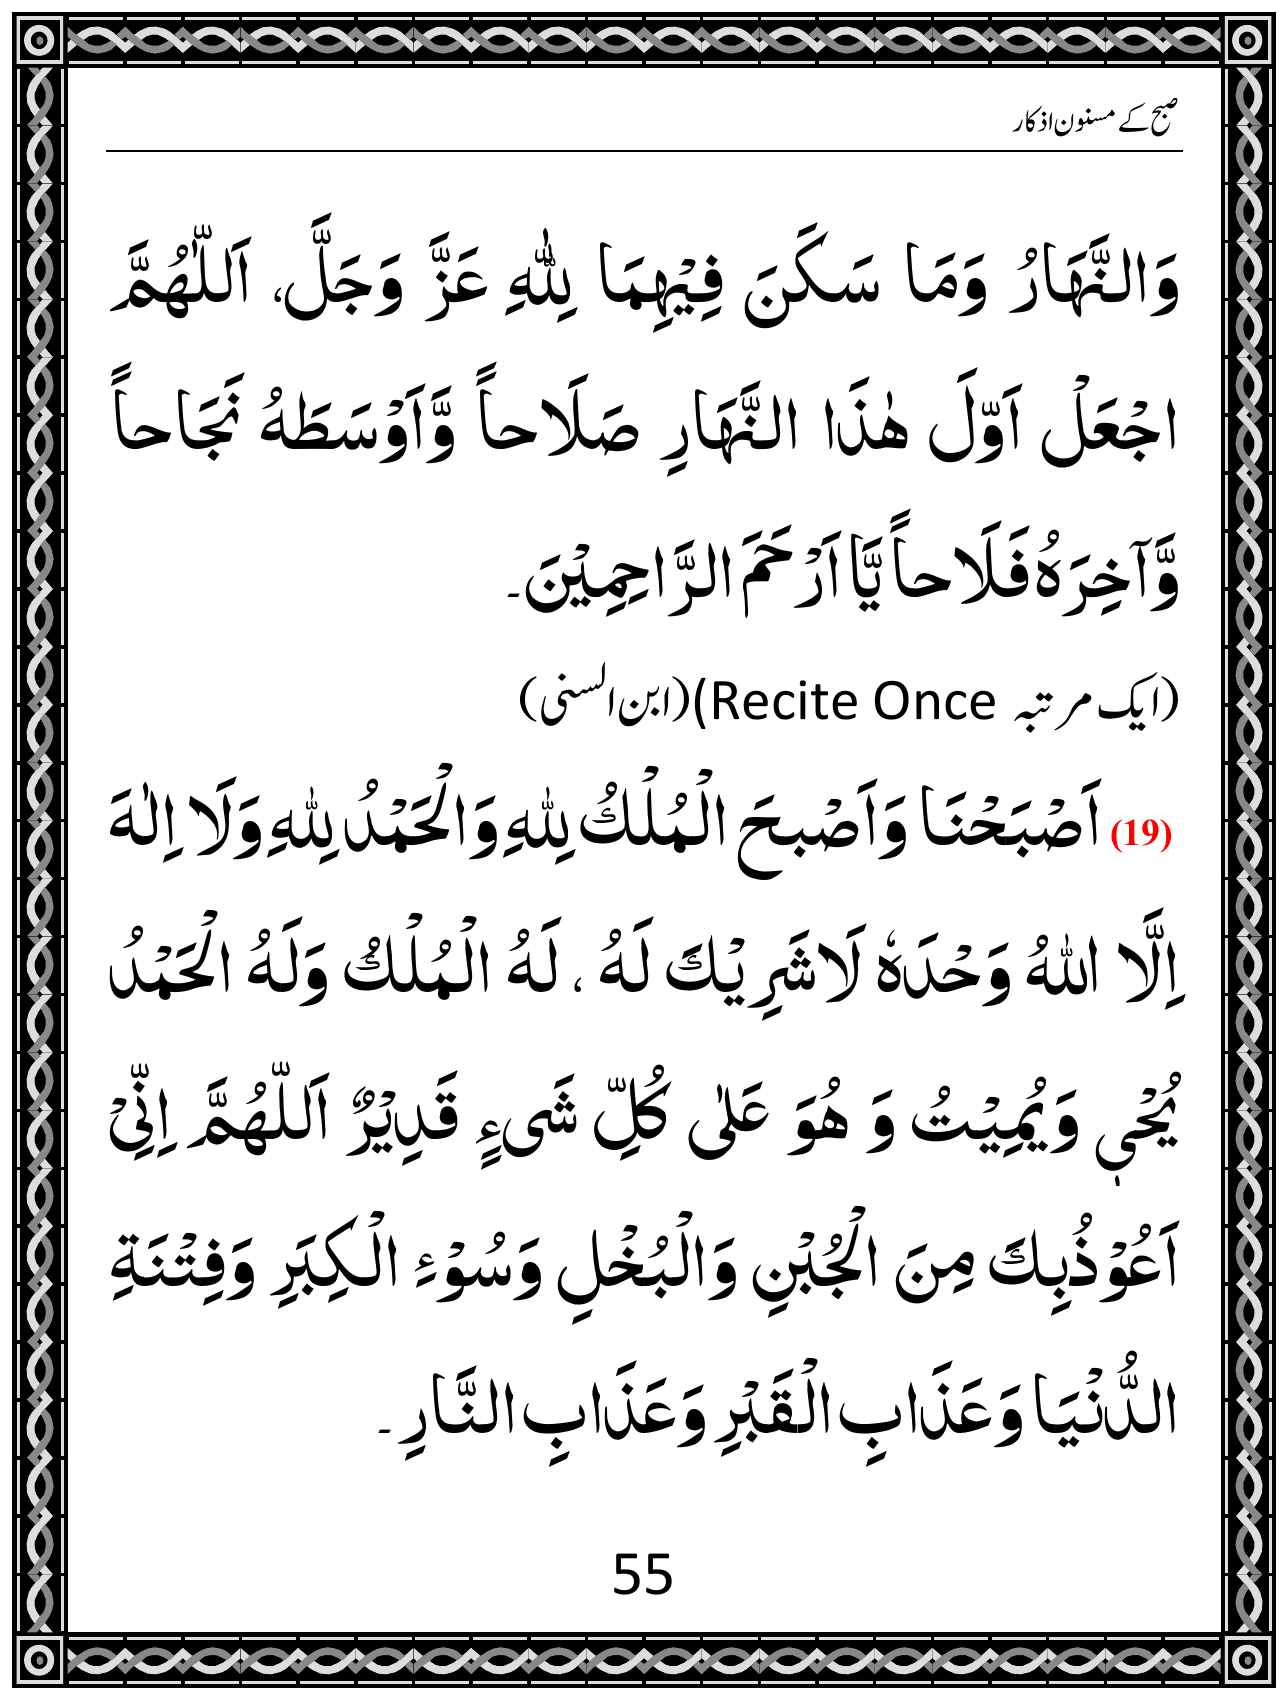 صبح کے مسنون اذکار
وَالنَّهَارُ وَمَا سَكَنَ فِيْهِمَا لِلّٰهِ عَزَّ وَجَلَّ، اَللّٰهُمَّ
اجْعَلْ اَوّلَ هٰذَا النَّهَارِ صَلَاحاً وَّاَوْسَطَهُ نَجَاحاً
وَّآخِرَهُ فَلَاحاً يَّا اَرْحَمَ الرَّاحِمِيْنَ۔
(ایک مرتبہ Recite Once)(ابن السنی)
(19) اَصْبَحْنَا وَاَصْبحَ الْمُلْكُ لِلّٰهِ وَالْحَمْدُ لِلّٰهِ وَلَا اِلٰهَ
اِلَّا اللهُ وَحْدَهٗ لَاشَرِيْكَ لَهُ ، لَهُ الْمُلْكُ وَلَهُ الْحَمْدُ
يُحْيٖ وَيُمِيْتُ وَ هُوَ عَلٰى كُلِّ شَىءٍ قَدِيْرٌ اَللّٰهُمَّ اِنِّىْ
اَعُوْذُبِكَ مِنَ الْجُبْنِ وَالْبُخْلِ وَسُوْءِ الْكِبَرِ وَفِتْنَةِ
الدُّنْيَا وَعَذَابِ الْقَبْرِ وَعَذَابِ النَّارِ۔
55